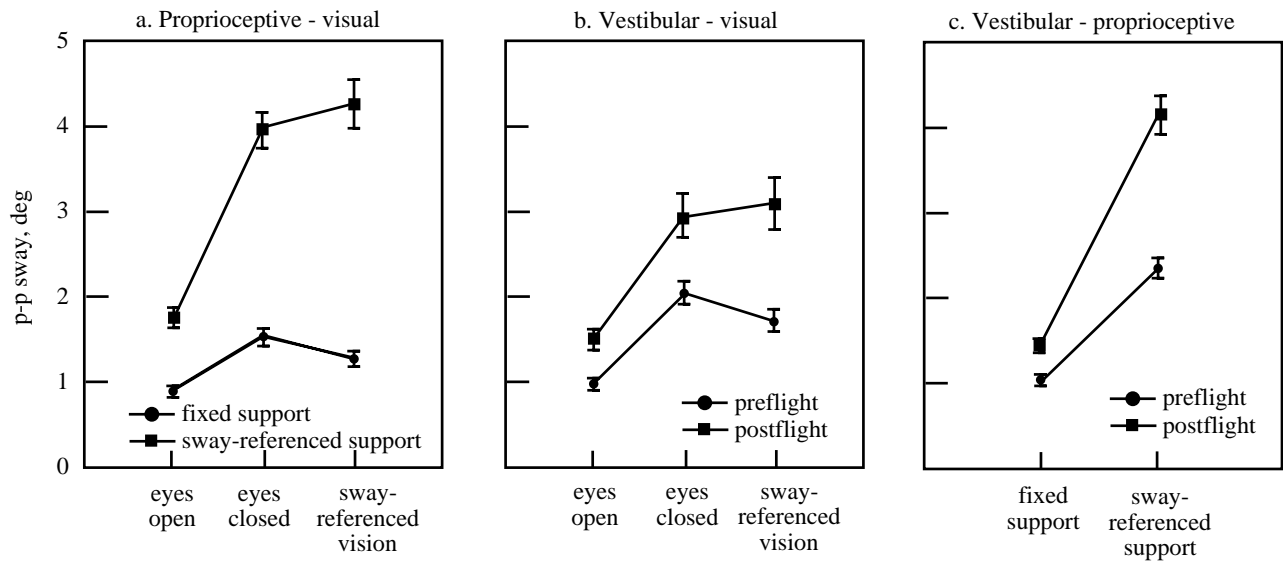 a. Proprioceptive - visual
b. Vestibular - visual
c. Vestibular - proprioceptive
p-p sway, deg
5
4
3
2
1
0
fixed support
sway-referenced support
eyes
open
eyes
closed
sway-
referenced
vision
preflight
postflight
eyes
open
eyes
closed
sway-
referenced
vision
preflight
postflight
fixed
support
sway-
referenced
support